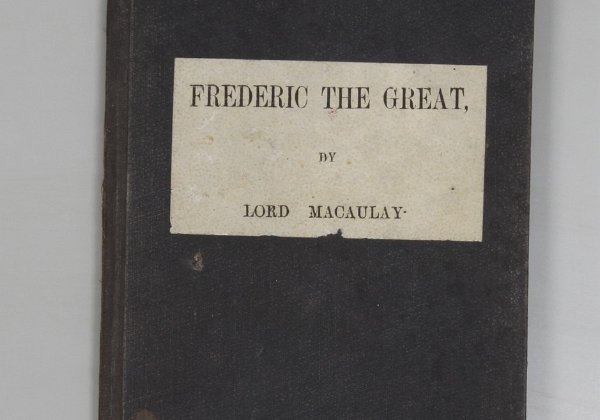 FREDERIC THE GREAT,
BY
LORD MACAULAY.